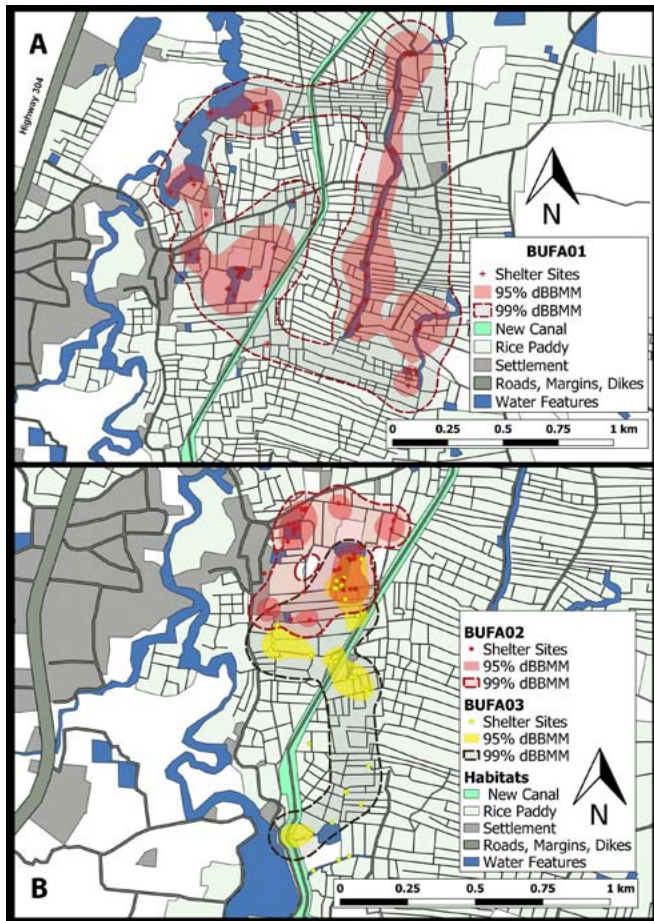 A
Highway 304
N
BUFA01
Shelter Sites
95% dBBMM
99% dBBMM
New Canal
Rice Paddy
Settlement
Roads, Margins, Dikes
Water Features
0 0.25 0.5 0.75 1 km
BUFA02
Shelter Sites
95% dBBMM
99% dBBMM
BUFA03
Shelter Sites
95% dBBMM
99% dBBMM
Habitats
New Canal
Rice Paddy
Settlement
Roads, Margins, Dikes
Water Features
N
B
0 0.25 0.5 0.75 1 km